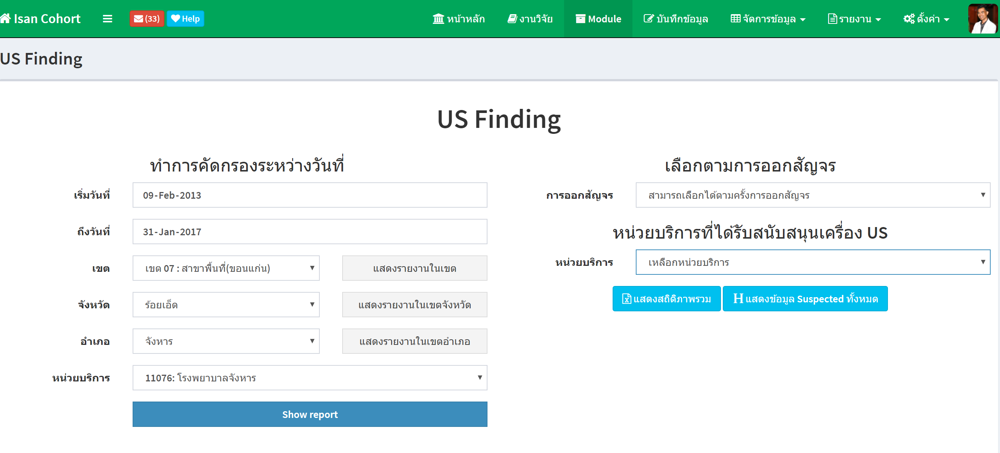 Isan Cohort (33) Help หน้าหลัก งานวิจัย Module บันทึกข้อมูล จัดการข้อมูล รายงาน ตั้งค่า
US Finding
US Finding
ทำการคัดกรองระหว่างวันที่
เริ่มวันที่ 09-Feb-2013
ถึงวันที่ 31-Jan-2017
เขต เขต 07 : สาขาพื้นที่(ขอนแก่น) แสดงรายงานในเขต
จังหวัด ร้อยเอ็ด แสดงรายงานในเขตจังหวัด
อำเภอ จังหาร แสดงรายงานในเขตอำเภอ
หน่วยบริการ 11076: โรงพยาบาลจังหาร
Show report
เลือกตามการออกสัญจร
การออกสัญจร สามารถเลือกได้ตามครั้งการออกสัญจร
หน่วยบริการที่ได้รับสนับสนุนเครื่อง US
หน่วยบริการ เหลือกหน่วยบริการ
แสดงสถิติภาพรวม แสดงข้อมูล Suspected ทั้งหมด